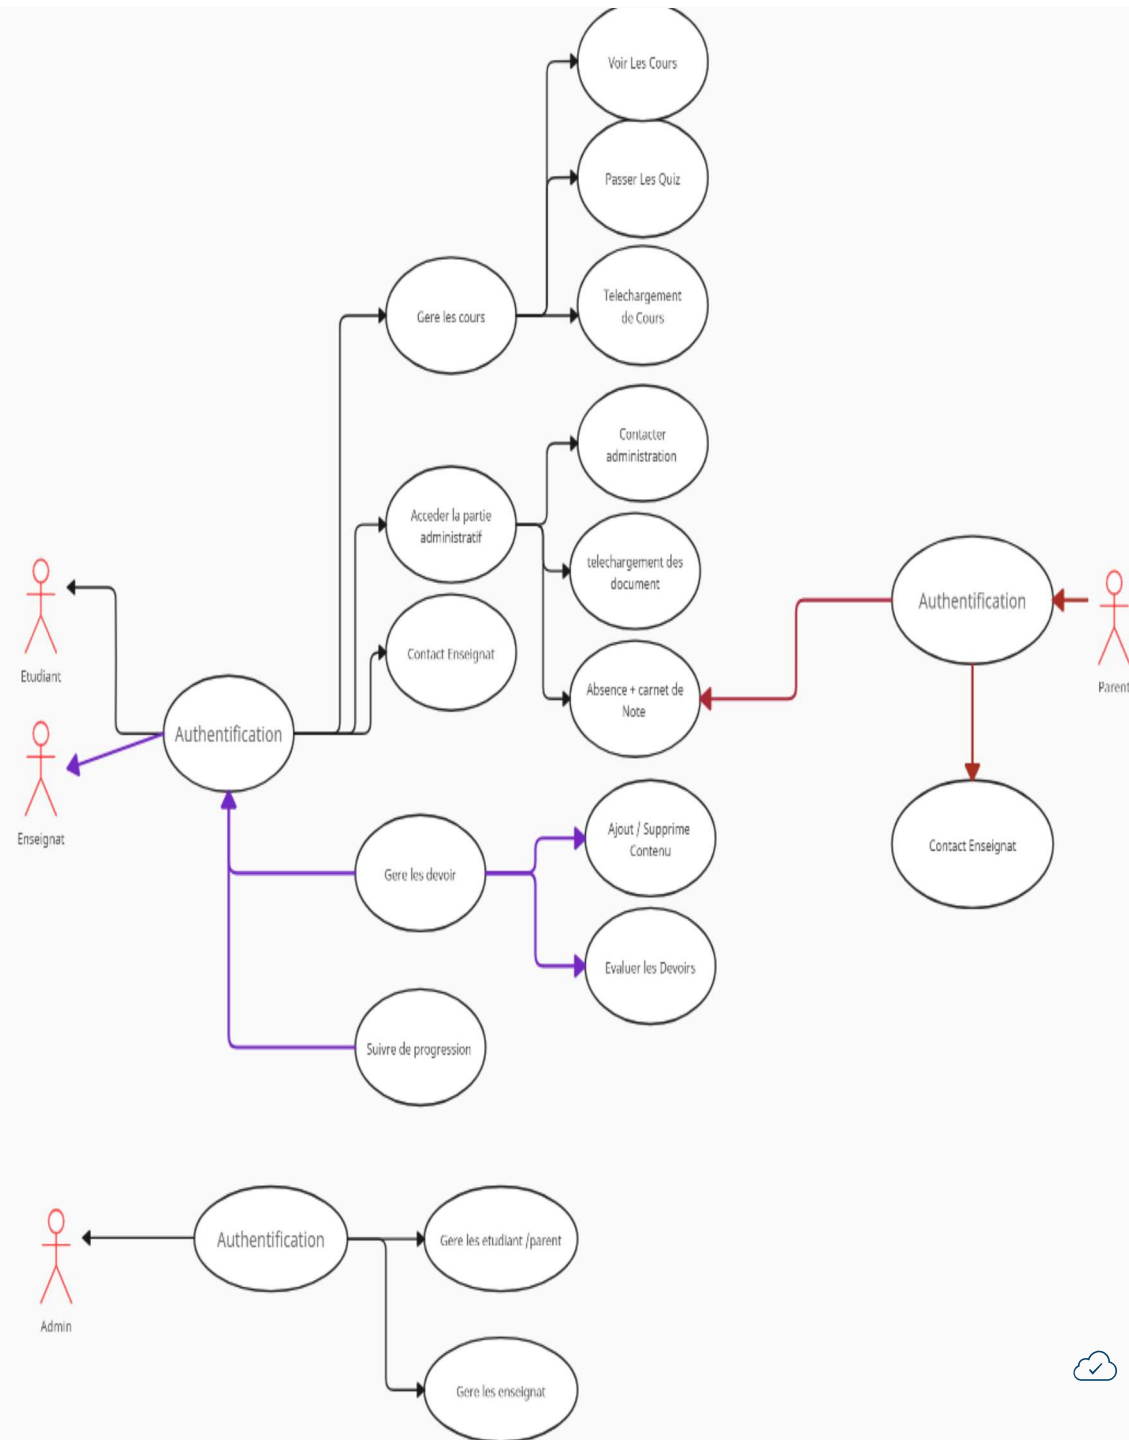 Voir Les Cours
Passer Les Quiz
Telechargement
de Cours
Gere les cours
Contacter
administration
Acceder la partie
administratif
telechargement des
document
Authentification
Contact Enseignat
Etudiant
Absence + carnet de
Note
Parent
Authentification
Enseignat
Ajout / Supprime
Contenu
Contact Enseignat
Gere les devoir
Evaluer les Devoirs
Suivre de progression
Authentification
Gere les etudiant /parent
Admin
Gere les enseignat